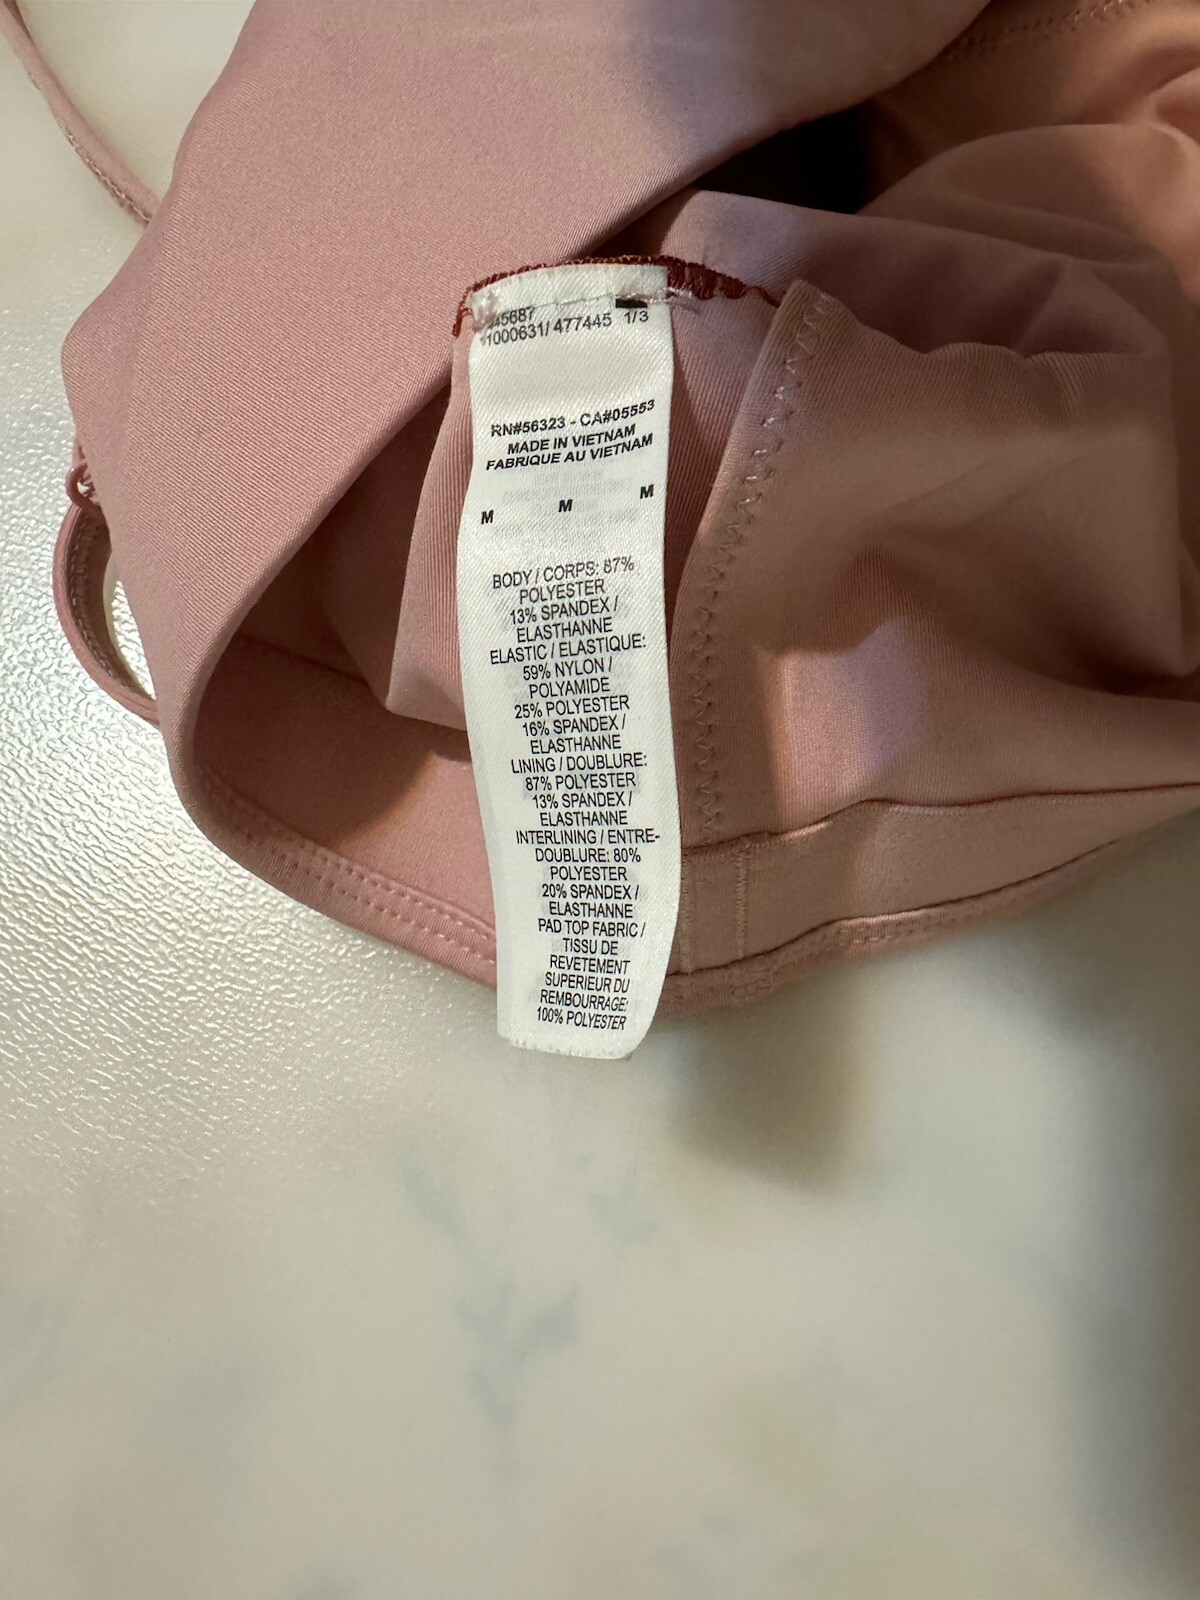 45687
1000631/ 477445 1/3
RN#56323 - CA#05553
MADE IN VIETNAM
FABRIQUE AU VIETNAM
M M M
BODY / CORPS: 87%
POLYESTER
13% SPANDEX /
ELASTHANNE
ELASTIC / ELASTIQUE:
59% NYLON /
POLYAMIDE
25% POLYESTER
16% SPANDEX /
ELASTHANNE
LINING / DOUBLURE:
87% POLYESTER
13% SPANDEX /
ELASTHANNE
INTERLINING / ENTRE-
DOUBLURE: 80%
POLYESTER
20% SPANDEX /
ELASTHANNE
PAD TOP FABRIC /
TISSU DE
REVETEMENT
SUPERIEUR DU
REMBOURRAGE:
100% POLYESTER